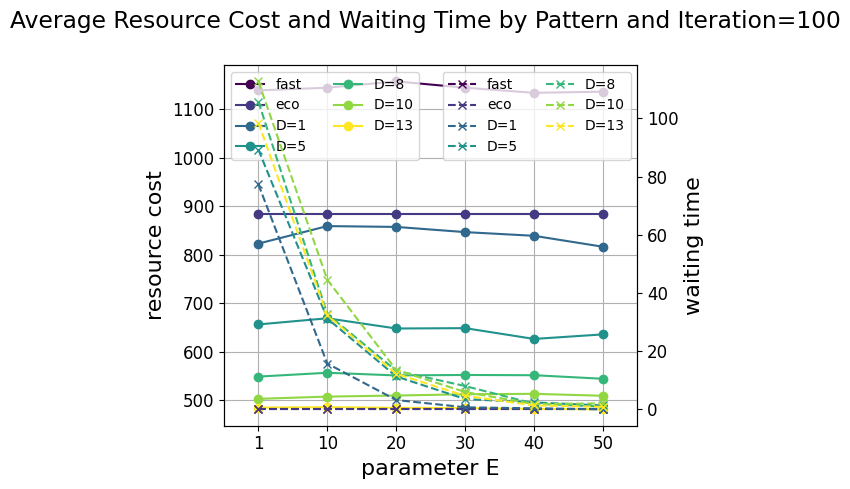 Average Resource Cost and Waiting Time by Pattern and Iteration=100
resource cost
1100
1000
900
800
700
600
500
fast
eco
D=1
D=5
D=8
D=10
D=13
fast
eco
D=1
D=5
D=8
D=10
D=13
100
80
60
40
20
0
waiting time
1 10 20 30 40 50
parameter E